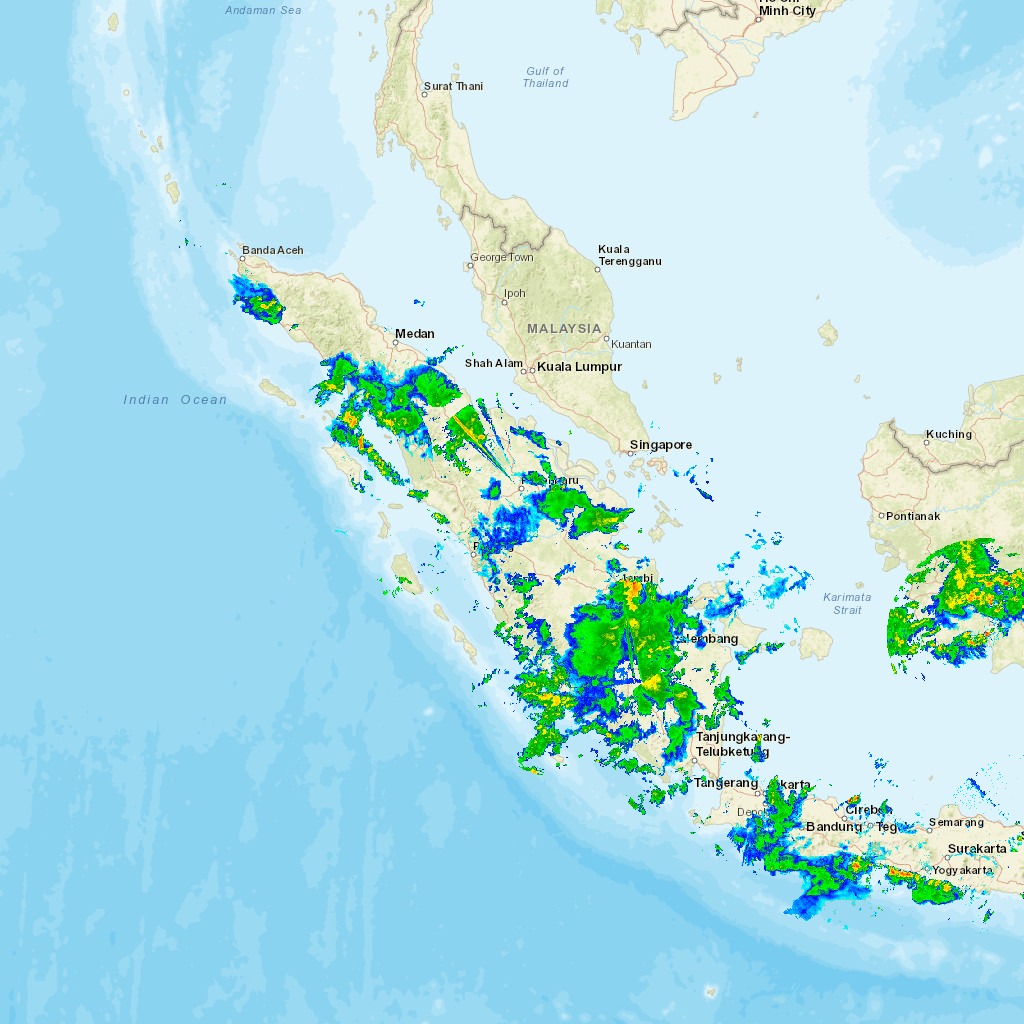 Andaman Sea
Minh City
Gulf of
Thailand
Surat Thani
Banda Aceh
George Town
Kuala
Terengganu
Ipoh
MALAYSIA
Medan
Kuantan
Shah Alam
Kuala Lumpur
Indian Ocean
Singapore
Kuching
Pontianak
Karimata
Strait
Tanjungkarang-
Telubketung
Tangerang
Bandung
Semarang
Surakarta
Yogyakarta